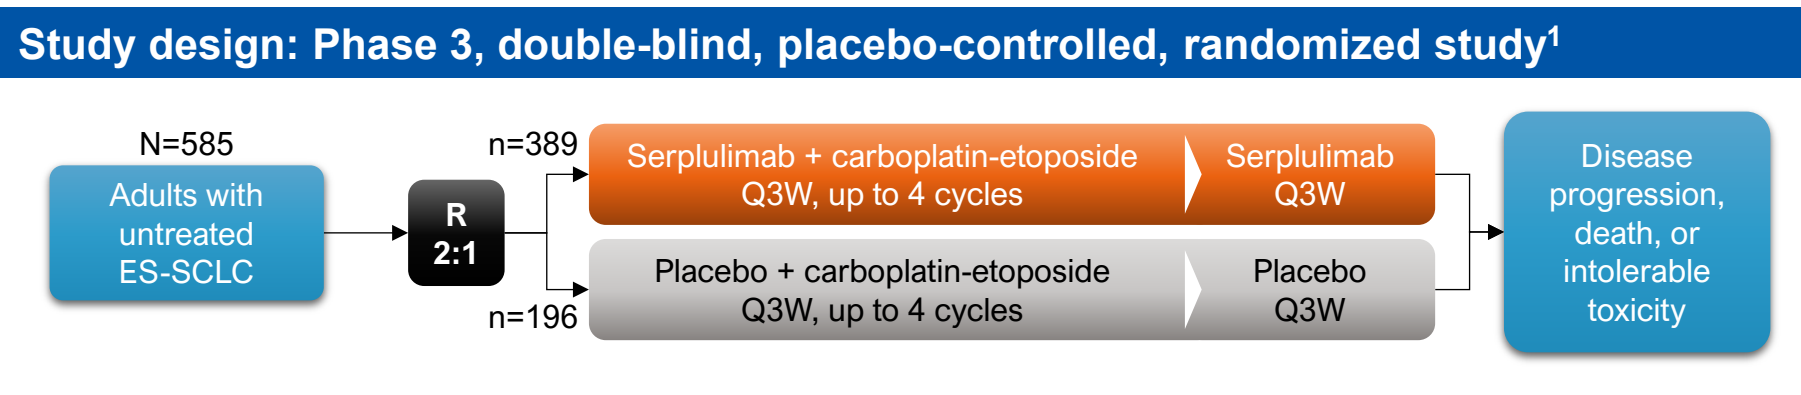 Study design: Phase 3, double-blind, placebo-controlled, randomized study1
N=585
Adults with
untreated
ES-SCLC
R
2:1
n=389
Serplulimab + carboplatin-etoposide
Q3W, up to 4 cycles
Serplulimab
Q3W
n=196
Placebo + carboplatin-etoposide
Q3W, up to 4 cycles
Placebo
Q3W
Disease
progression,
death, or
intolerable
toxicity